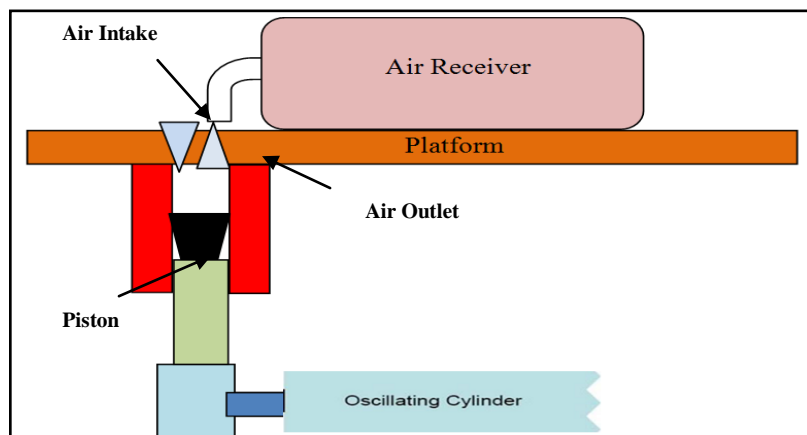 Air Intake
Air Receiver
Platform
Air Outlet
Piston
Oscillating Cylinder